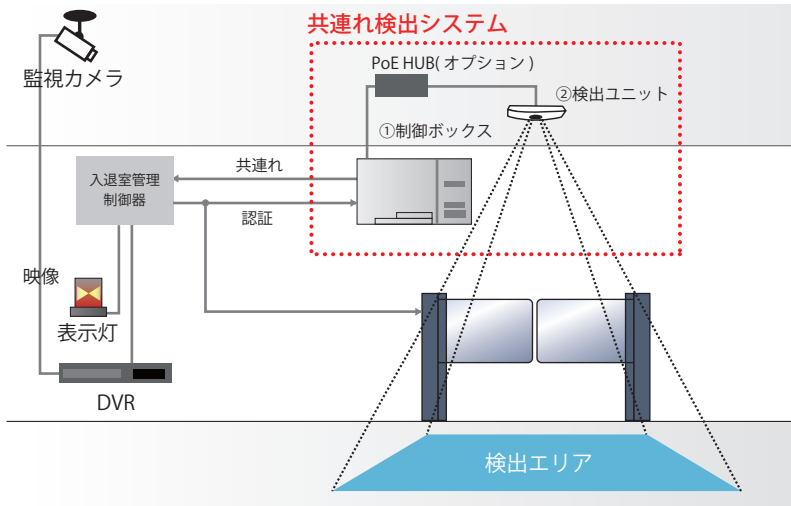 共連れ検出システム
PoE HUB( オプション )
監視カメラ
②検出ユニット
①制御ボックス
共連れ
入退室管理
制御器
認証
映像
表示灯
DVR
検出エリア